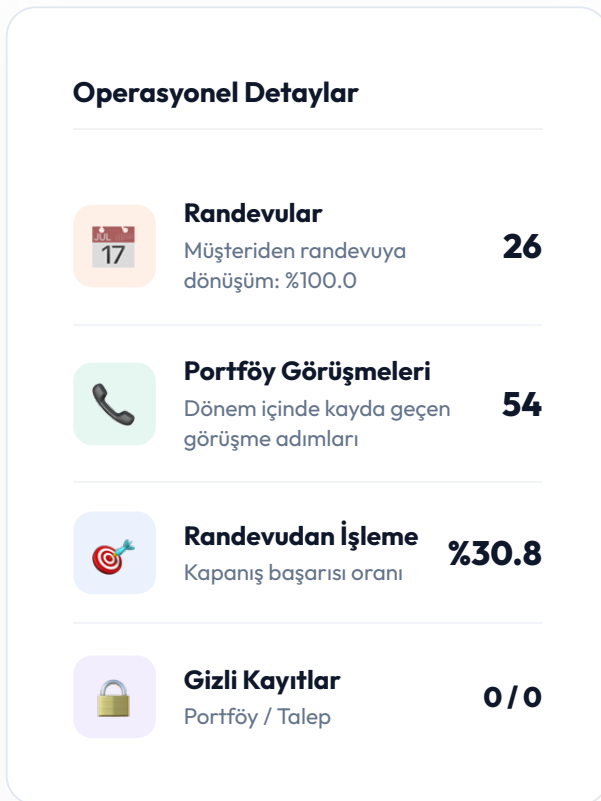 Operasyonel Detaylar
JUL
17
Randevular
Müşteriden randevuya
dönüşüm: %100.0
26
Portföy Görüşmeleri
Dönem içinde kayda geçen
görüşme adımları
54
Randevudan İşleme
Kapanış başarısı oranı
%30.8
Gizli Kayıtlar
Portföy / Talep
0 / 0